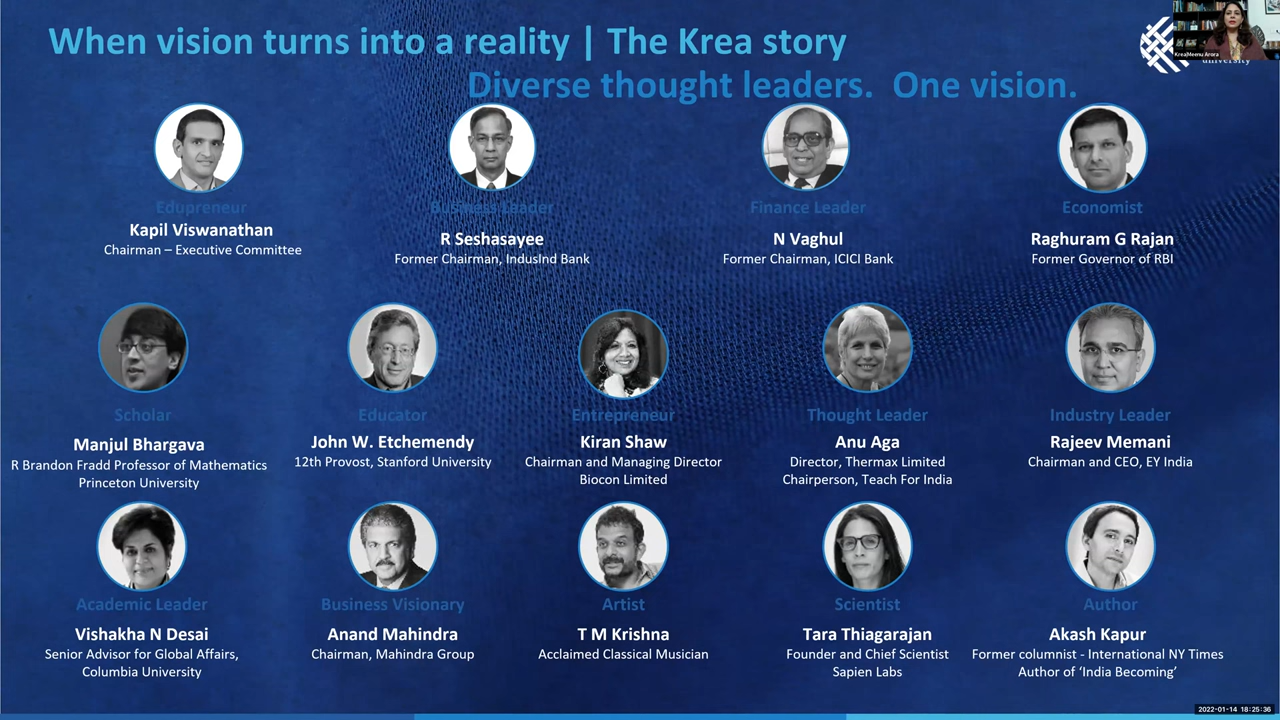 When vision turns into a reality | The Krea story
Diverse thought leaders. One vision.
Krea|Meenu Arora
university
Edupreneur
Business Leader
Finance Leader
Economist
Kapil Viswanathan
R Seshasayee
N Vaghul
Raghuram G Rajan
Chairman – Executive Committee
Former Chairman, IndusInd Bank
Former Chairman, ICICI Bank
Former Governor of RBI
Scholar
Educator
Entrepreneur
Thought Leader
Industry Leader
Manjul Bhargava
John W. Etchemendy
Kiran Shaw
Anu Aga
Rajeev Memani
R Brandon Fradd Professor of Mathematics
12th Provost, Stanford University
Chairman and Managing Director
Director, Thermax Limited
Chairman and CEO, EY India
Princeton University
Biocon Limited
Chairperson, Teach For India
Academic Leader
Business Visionary
Artist
Scientist
Author
Vishakha N Desai
Anand Mahindra
T M Krishna
Tara Thiagarajan
Akash Kapur
Senior Advisor for Global Affairs,
Chairman, Mahindra Group
Acclaimed Classical Musician
Founder and Chief Scientist
Former columnist - International NY Times
Columbia University
Sapien Labs
Author of ‘India Becoming’
2022-01-14 18:25:36